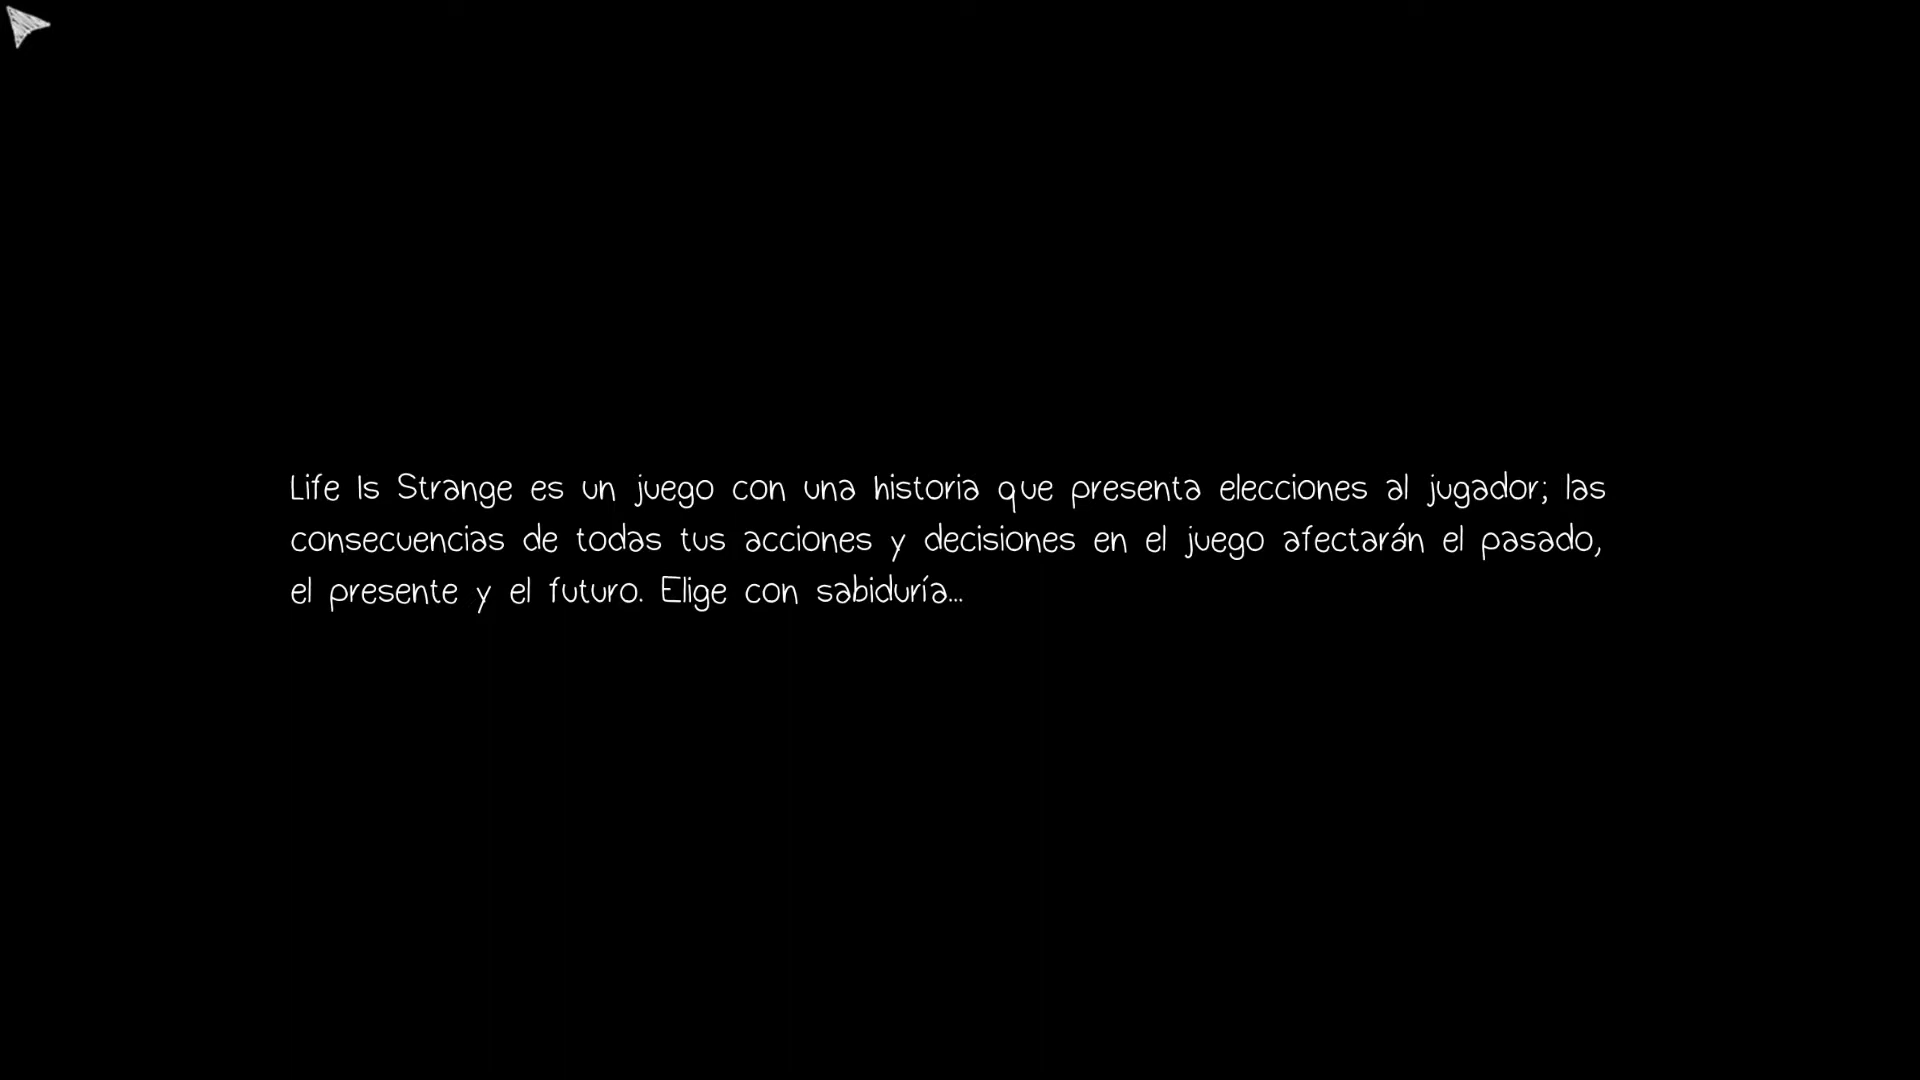 Life Is Strange es un juego con una historia que presenta elecciones al jugador; las
consecuencias de todas tus acciones y decisiones en el juego afectarán el pasado,
el presente y el futuro. Elige con sabiduría...